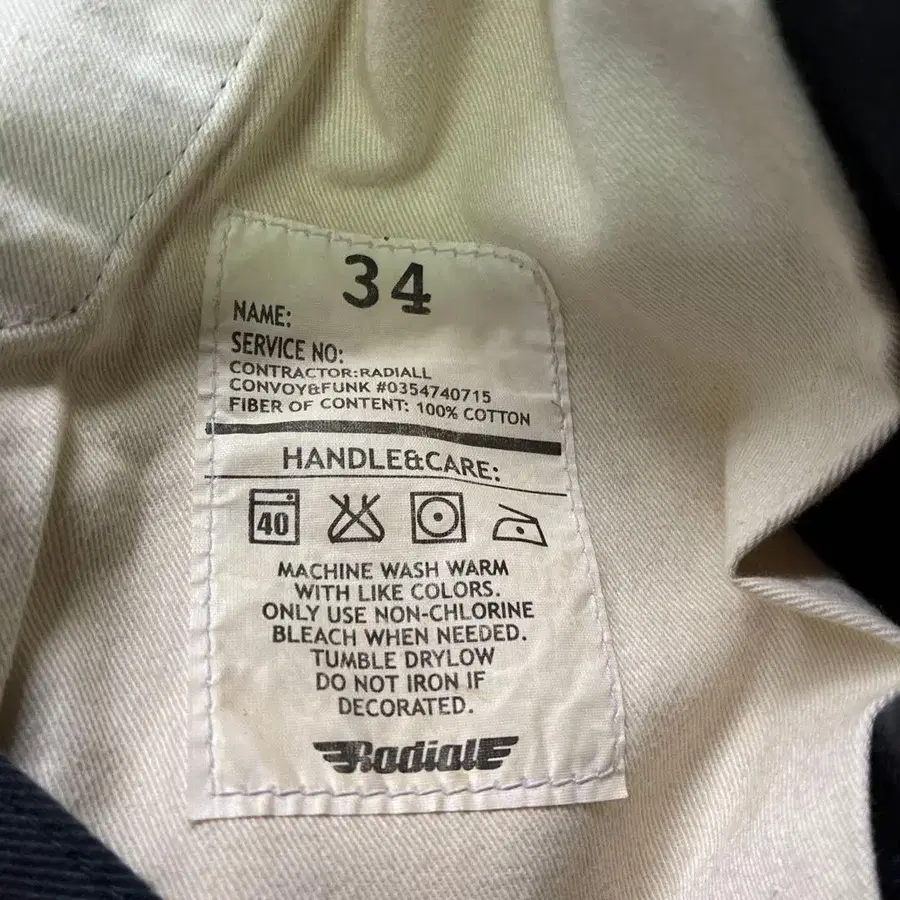 34
NAME:
SERVICE NO:
CONTRACTOR:RADIALL
CONVOY&FUNK #0354740715
FIBER OF CONTENT: 100% COTTON
HANDLE&CARE:
40
MACHINE WASH WARM
WITH LIKE COLORS.
ONLY USE NON-CHLORINE
BLEACH WHEN NEEDED.
TUMBLE DRYLOW
DO NOT IRON IF
DECORATED.
RadiallE